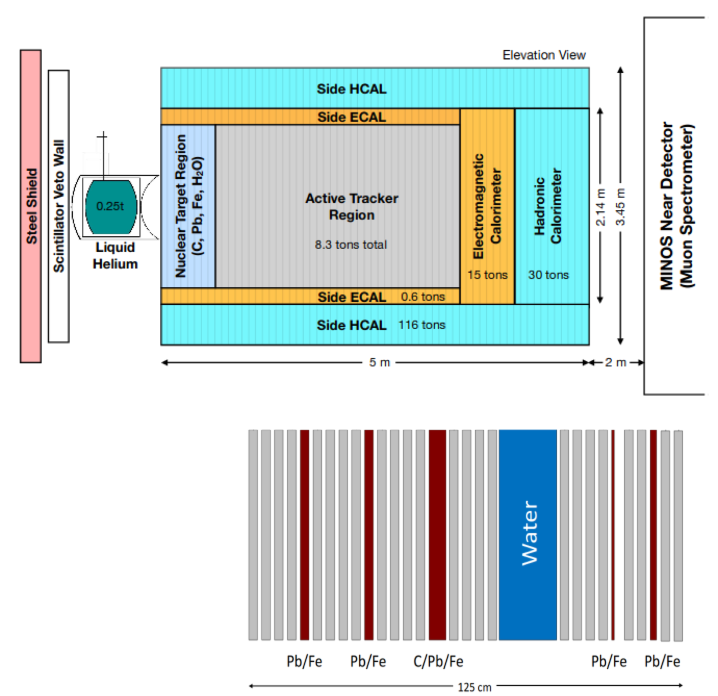 Elevation View
Side HCAL
Side ECAL
Steel Shield
Scintillator Veto Wall
0.25t
Liquid
Helium
Nuclear Target Region
(C, Pb, Fe, H₂O)
Active Tracker
Region
8.3 tons total
Electromagnetic
Calorimeter
15 tons
Hadronic
Calorimeter
30 tons
2.14 m
3.45 m
MINOS Near Detector
(Muon Spectrometer)
Side ECAL 0.6 tons
Side HCAL 116 tons
5 m
2 m
Water
Pb/Fe
Pb/Fe
C/Pb/Fe
Pb/Fe
Pb/Fe
125 cm